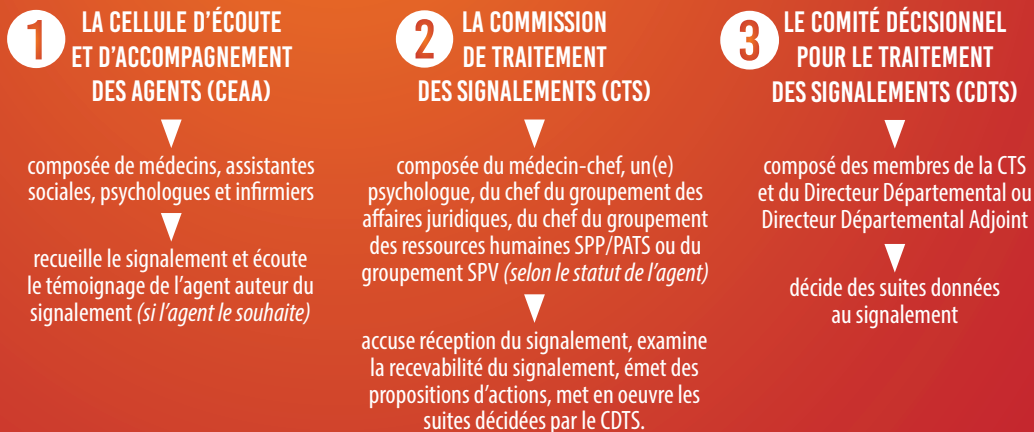 1
LA CELLULE D'ÉCOUTE
ET D'ACCOMPAGNEMENT
DES AGENTS (CEAA)
composée de médecins, assistantes
sociales, psychologues et infirmiers
recueille le signalement et écoute
le témoignage de l'agent auteur du
signalement (si l'agent le souhaite)
2
LA COMMISSION
DE TRAITEMENT
DES SIGNALEMENTS (CTS)
composée du médecin-chef, un(e)
psychologue, du chef du groupement des
affaires juridiques, du chef du groupement
des ressources humaines SPP/PATS ou du
groupement SPV (selon le statut de l'agent)
accuse réception du signalement, examine
la recevabilité du signalement, émet des
propositions d'actions, met en oeuvre les
suites décidées par le CDTS.
3
LE COMITÉ DÉCISIONNEL
POUR LE TRAITEMENT
DES SIGNALEMENTS (CDTS)
composé des membres de la CTS
et du Directeur Départemental ou
Directeur Départemental Adjoint
décide des suites données
au signalement